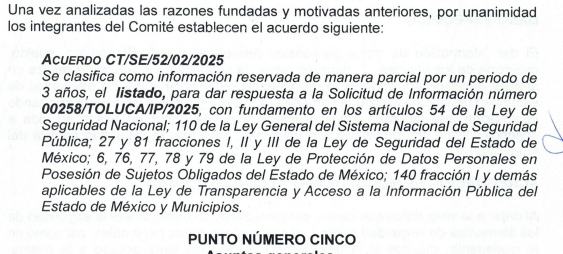 Una vez analizadas las razones fundadas y motivadas anteriores, por unanimidad
los integrantes del Comité establecen el acuerdo siguiente:
ACUERDO CT/SE/52/02/2025
Se clasifica como información reservada de manera parcial por un periodo de
3 años, el listado, para dar respuesta a la Solicitud de Información número
00258/TOLUCA/IP/2025, con fundamento en los artículos 54 de la Ley de
Seguridad Nacional; 110 de la Ley General del Sistema Nacional de Seguridad
Pública; 27 y 81 fracciones I, II y III de la Ley de Seguridad del Estado de
México; 6, 76, 77, 78 y 79 de la Ley de Protección de Datos Personales en
Posesión de Sujetos Obligados del Estado de México; 140 fracción I y demás
aplicables de la Ley de Transparencia y Acceso a la Información Pública del
Estado de México y Municipios.
PUNTO NÚMERO CINCO
Asuntos generales